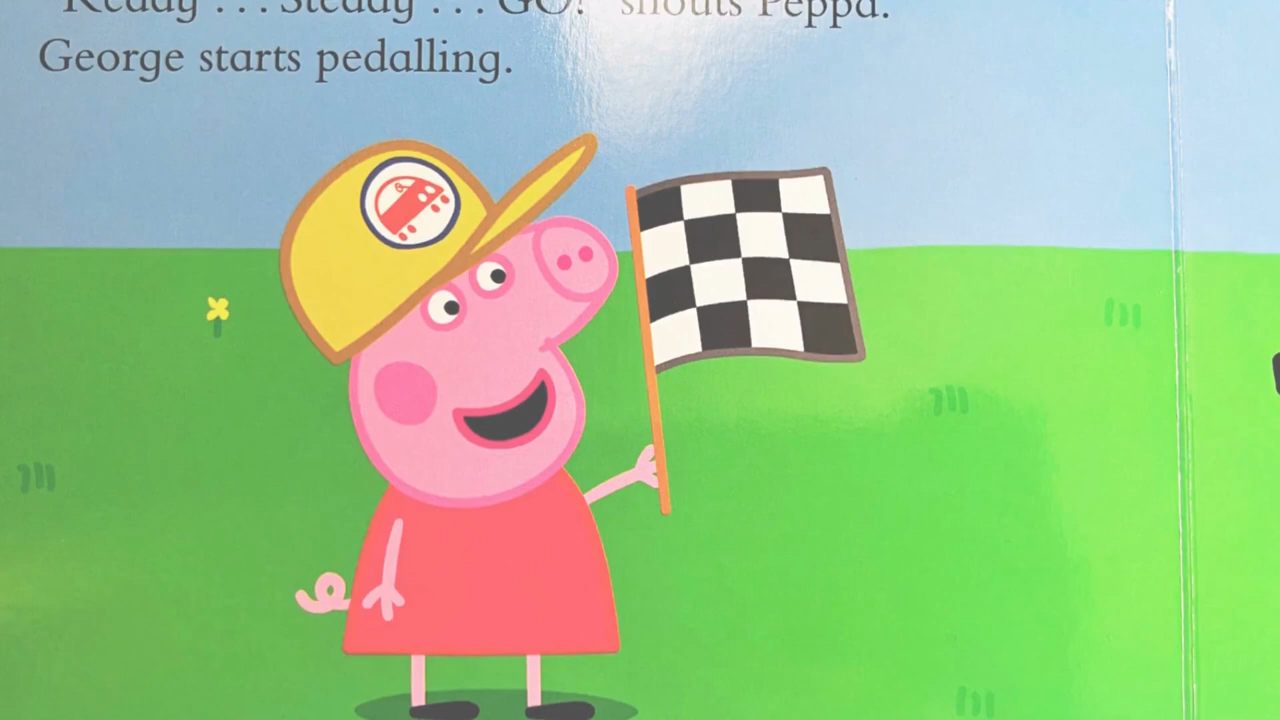 "Ready . . . Steady . . . GO!" shouts Peppa.
George starts pedalling.